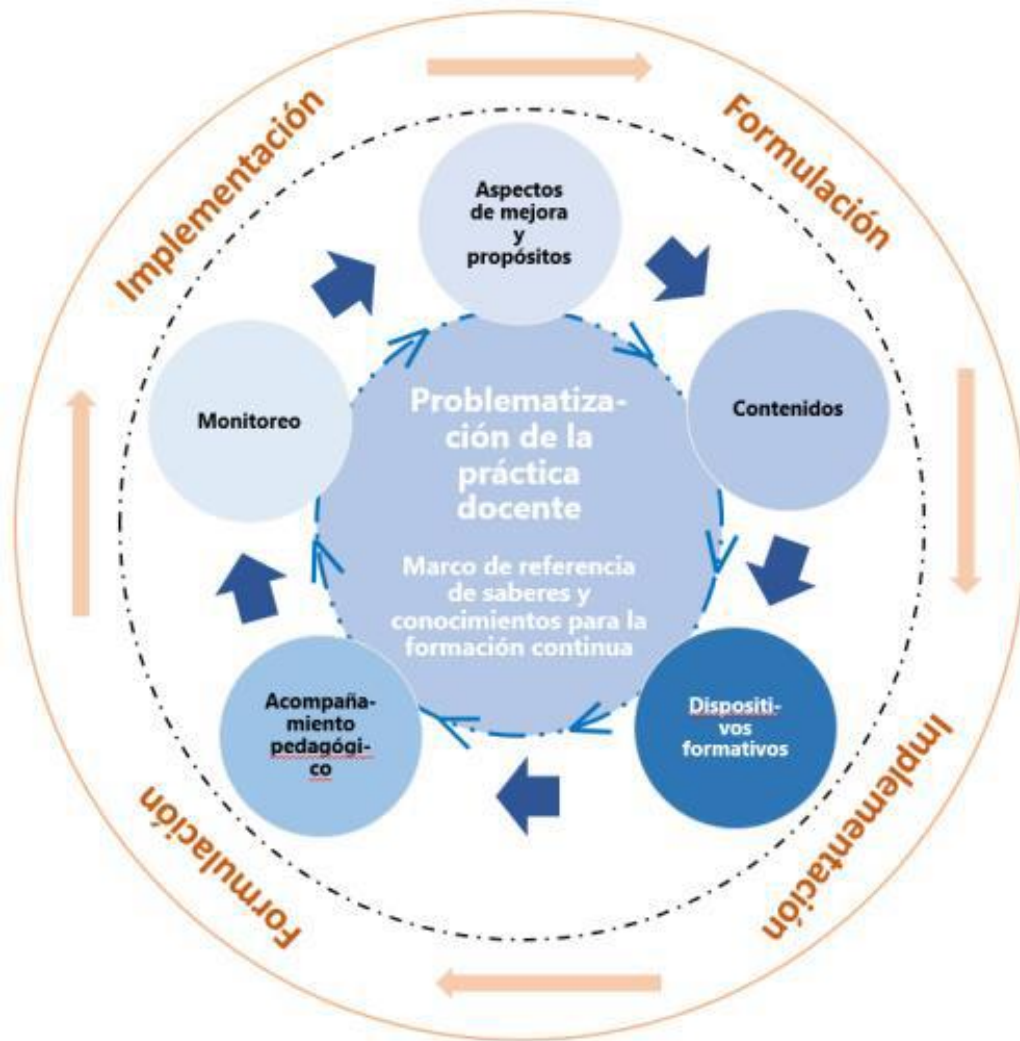 Implementación
Formulación
Aspectos
de mejora
y
propósitos
Monitoreo
Problematiza-
ción de la
práctica
docente
Contenidos
Marco de referencia
de saberes y
conocimientos para la
formación continua
Acompaña-
miento
pedagógi-
co
Dispositi-
vos
formativos
Formulación
Implementación